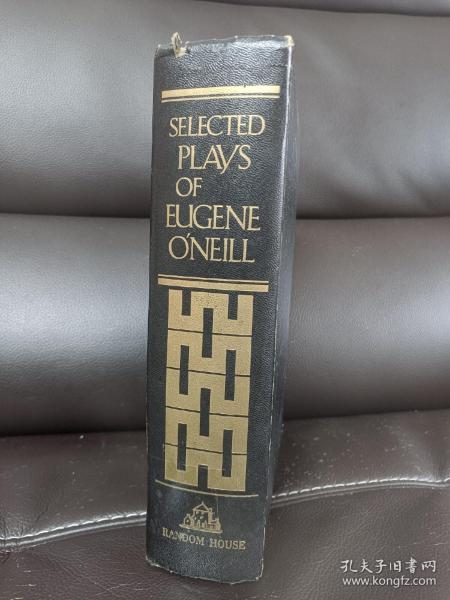 SELECTED
PLAYS
OF
EUGENE
O'NEILL
RANDOM HOUSE
孔夫子旧书网
www.kongfz.com